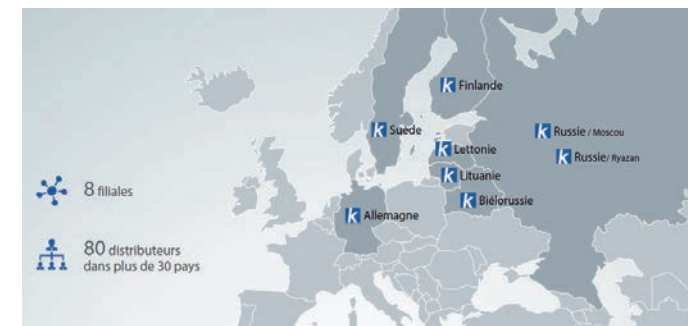 k Finlande
k Suède
k Russie / Moscou
k Lettonie
k Russie/ Ryazan
k Lituanie
8 filiales
k Biélorussie
k Allemagne
80 distributeurs
dans plus de 30 pays